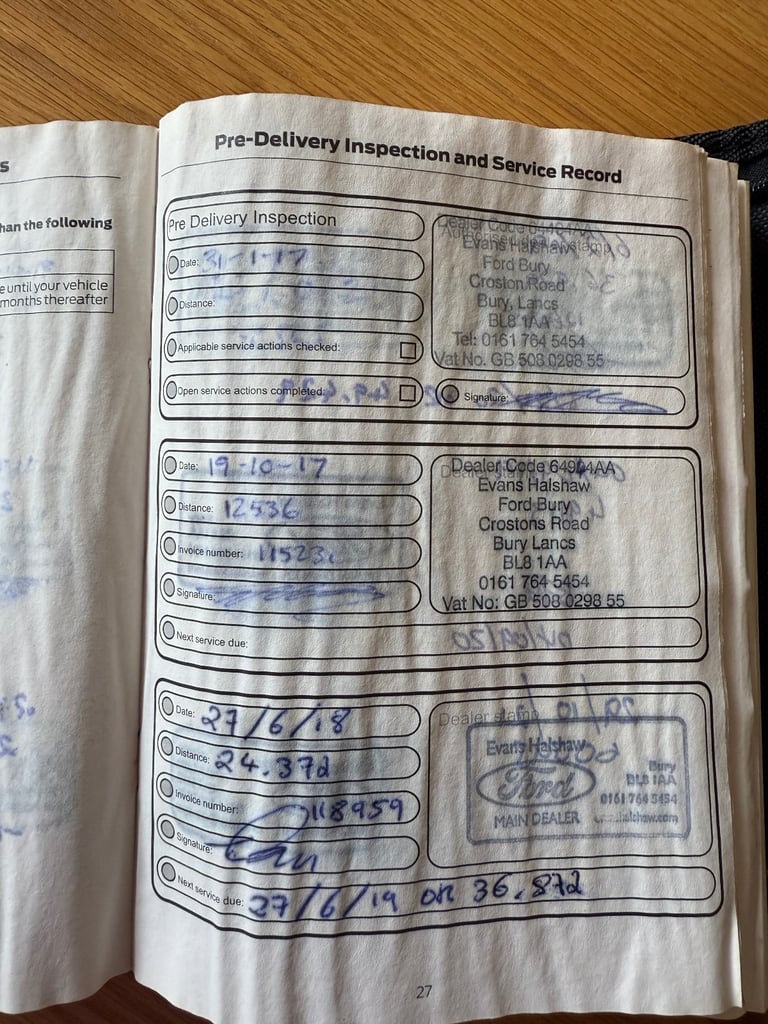 s
han the following
e until your vehicle
months thereafter
Pre-Delivery Inspection and Service Record
Pre Delivery Inspection
Date: 31-1-17
Distance:
Applicable service actions checked:
Open service actions completed:
Dealer Code
Evans Halshaw
Ford Bury
Croston Road
Bury, Lancs
BL8 1AA
Tel: 0161 764 5454
Vat No. GB 508 0298 55
Signature:
Date: 19-10-17
Distance: 12536
Invoice number:
Signature:
Next service due:
Dealer Code 64904AA
Evans Halshaw
Ford Bury
Crostons Road
Bury Lancs
BL8 1AA
0161 764 5454
Vat No: GB 508 0298 55
Date: 27/6/18
Distance: 24.372
Invoice number: 118959
Signature:
Next service due: 27/6/19 OR 36.872
Dealer stamp
Evans Halshaw
Ford
MAIN DEALER
Bury
BL8 1AA
0161 764 5454
27